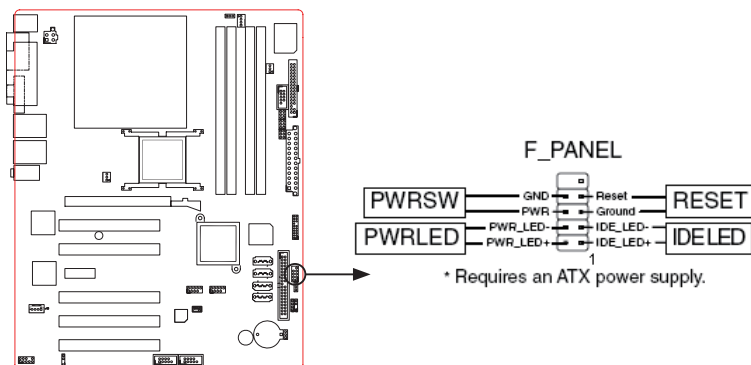 F_PANEL
PWRSW GND Reset RESET
PWR Ground
PWRLED PWR_LED- IDE_LED- IDELED
PWR_LED+ IDE_LED+
1
* Requires an ATX power supply.